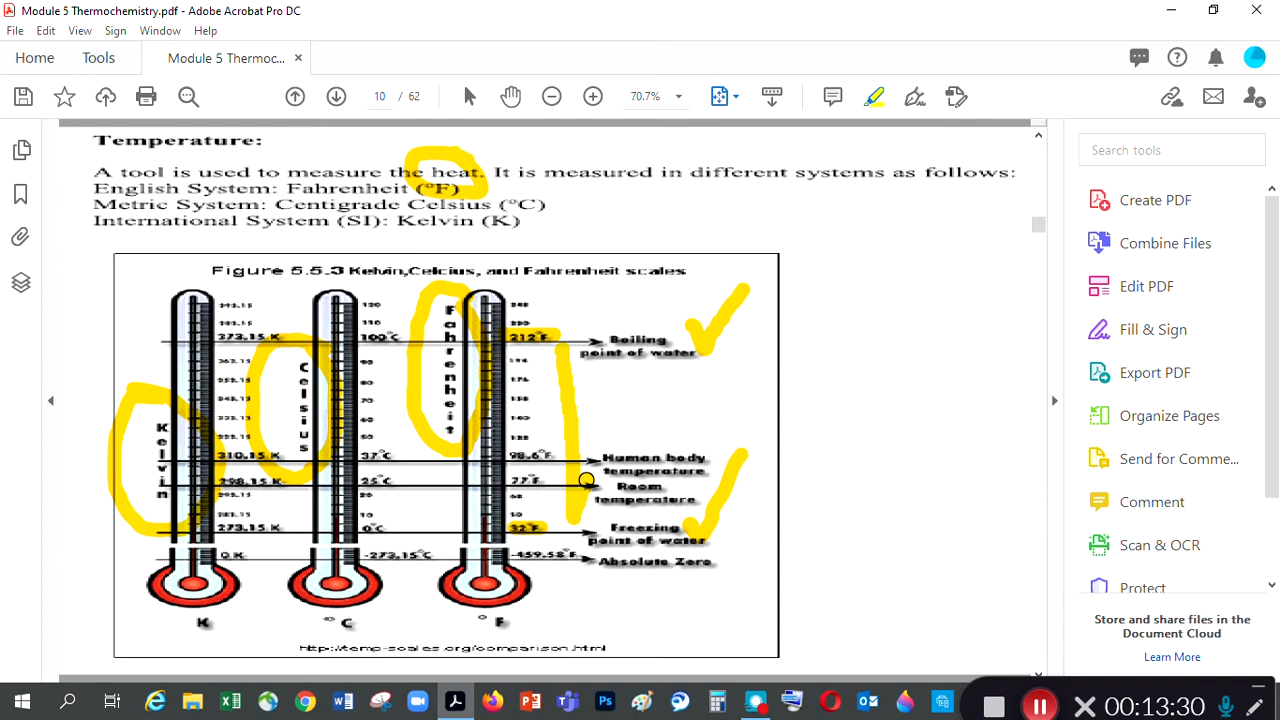 Module 5 Thermochemistry.pdf - Adobe Acrobat Pro DC
File Edit View Sign Window Help
Home Tools Module 5 Thermoc... ×
10 / 62 70.7%
Temperature:
A tool is used to measure the heat. It is measured in different systems as follows:
English System: Fahrenheit (°F)
Metric System: Centigrade Celsius (°C)
International System (SI): Kelvin (K)
Figure 5.5.3 Kelvin,Celcius, and Fahrenheit scales
373.15 K 100°C 212°F Boiling
point of water
Kelvin
Celsius
Fahrenheit
310.15 K 98.6°F Human body
temperature
25°C 77°F Room
temperature
273.15 K 32°F Freezing
point of water
0 K -273.15°C -459.58°F Absolute Zero
K °C °F
http://temp-scales.org/comparison.html
Search tools
Create PDF
Combine Files
Edit PDF
Fill & Sign
Export PDF
Organize Pages
Send for Comme...
Comment
Scan & OCR
Protect
Store and share files in the
Document Cloud
Learn More
00:13:30